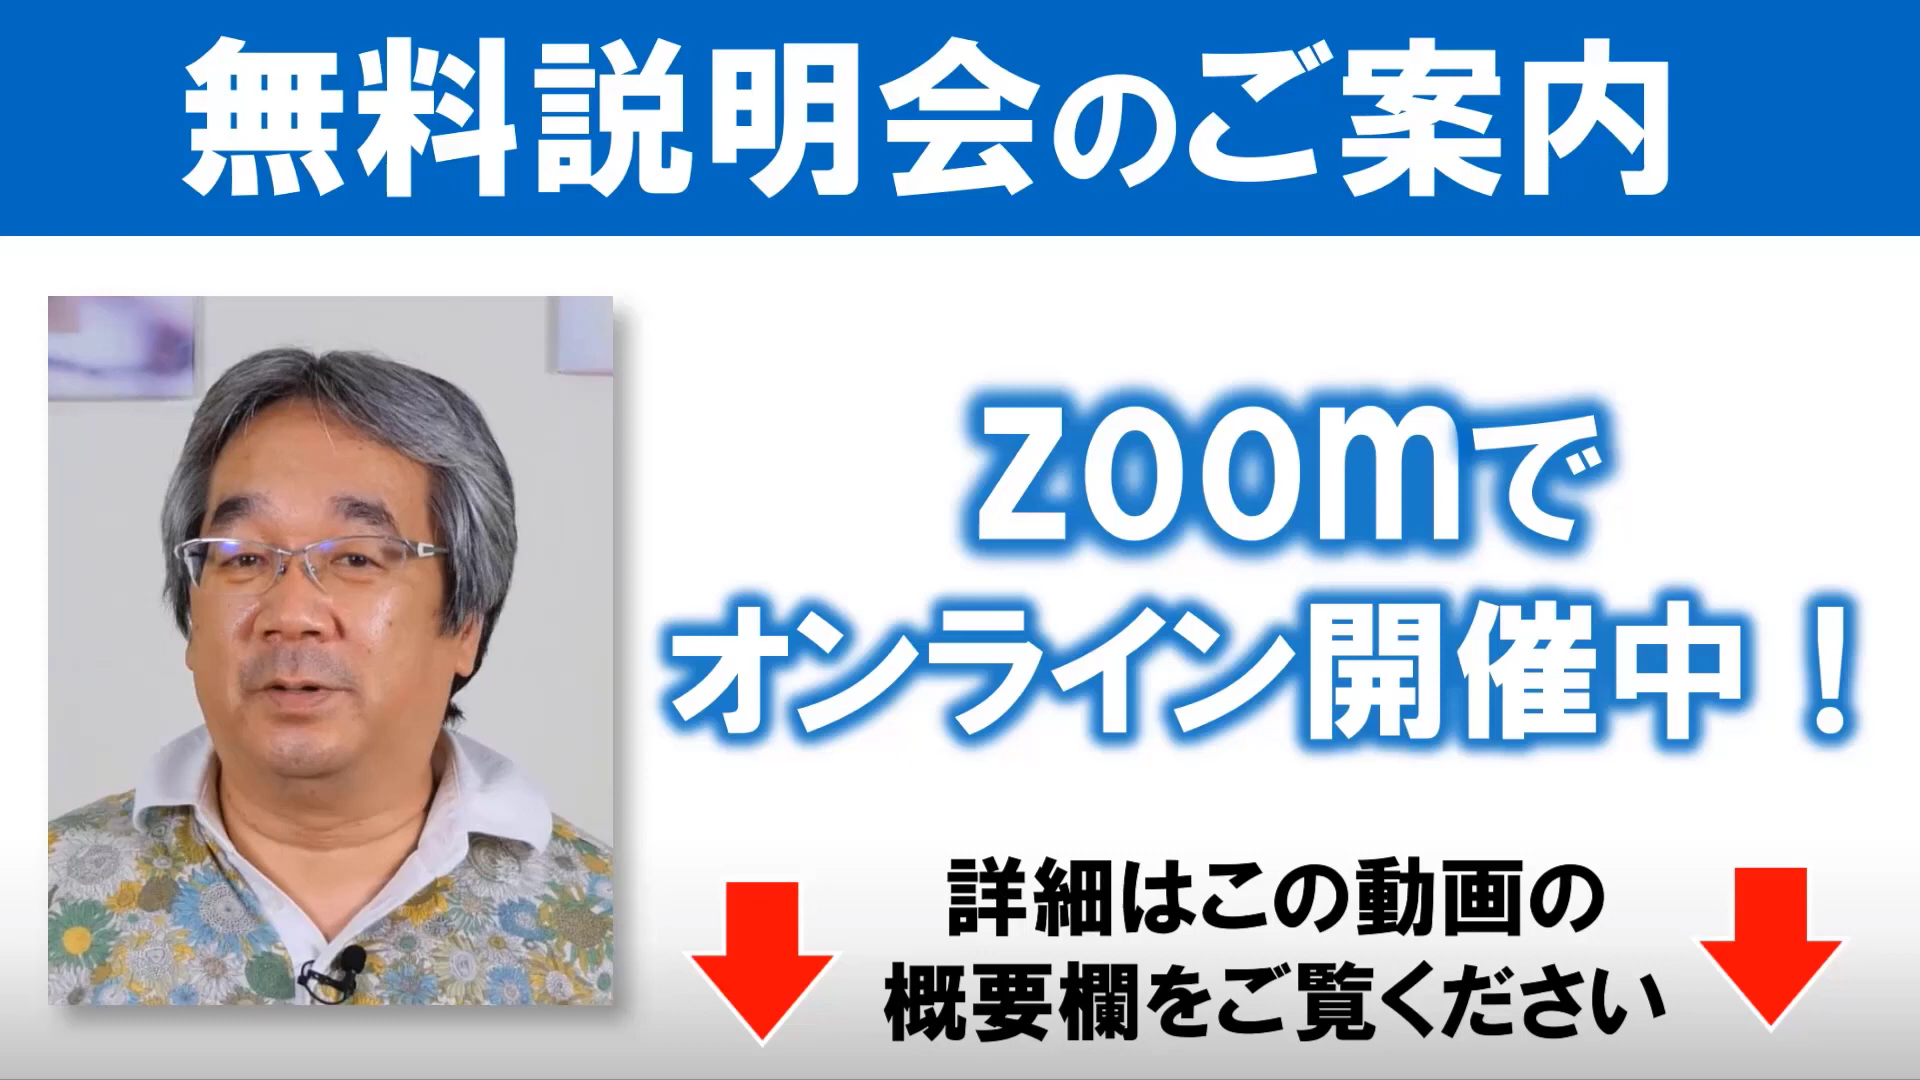 無料説明会のご案内
zoomで
オンライン開催中！
詳細はこの動画の
概要欄をご覧ください